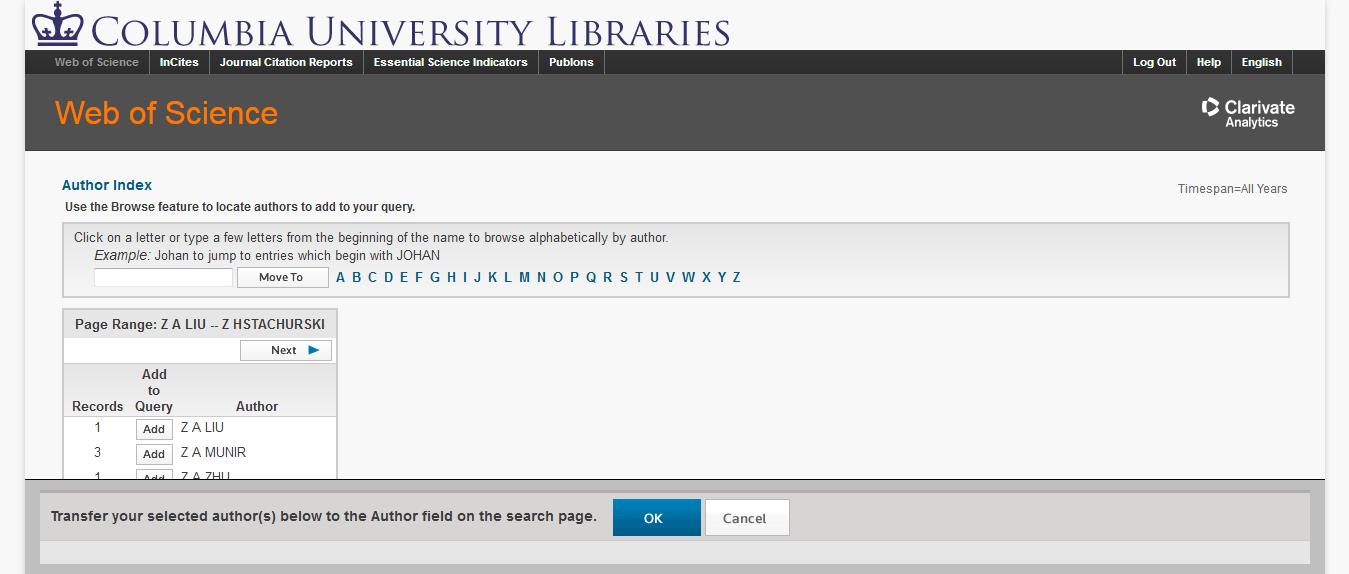 COLUMBIA UNIVERSITY LIBRARIES
Web of Science InCites Journal Citation Reports Essential Science Indicators Publons Log Out Help English
Web of Science
Clarivate
Analytics
Author Index
Timespan=All Years
Use the Browse feature to locate authors to add to your query.
Click on a letter or type a few letters from the beginning of the name to browse alphabetically by author.
Example: Johan to jump to entries which begin with JOHAN
Move To A B C D E F G H I J K L M N O P Q R S T U V W X Y Z
Page Range: Z A LIU -- Z HSTACHURSKI
Next
Add
to
Records Query Author
1 Add Z A LIU
3 Add Z A MUNIR
1 Add Z A ZHU
Transfer your selected author(s) below to the Author field on the search page. OK Cancel